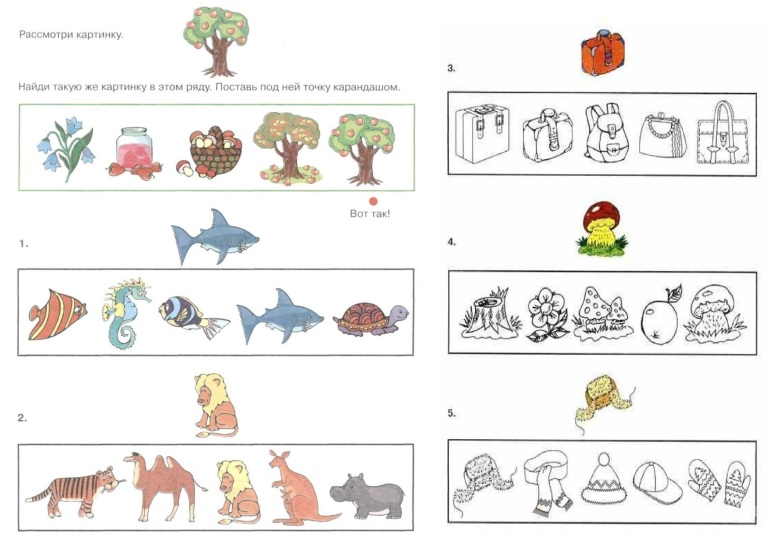 Рассмотри картинку.
Найди такую же картинку в этом ряду. Поставь под ней точку карандашом.
Вот так!
1.
2.
3.
4.
5.